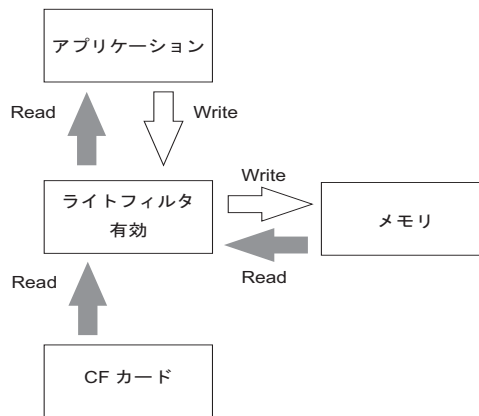 アプリケーション
Read
Write
ライトフィルタ
有効
Write
メモリ
Read
Read
CF カード